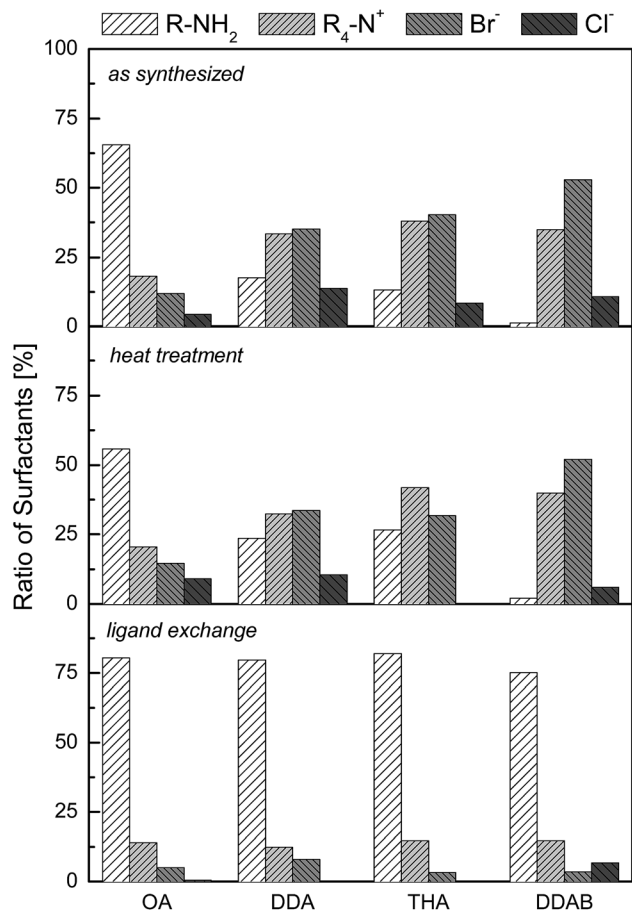 R-NH₂ R₄-N⁺ Br⁻ Cl⁻
Ratio of Surfactants [%]
100
as synthesized
75
50
25
0
heat treatment
75
50
25
0
ligand exchange
75
50
25
0
OA DDA THA DDAB